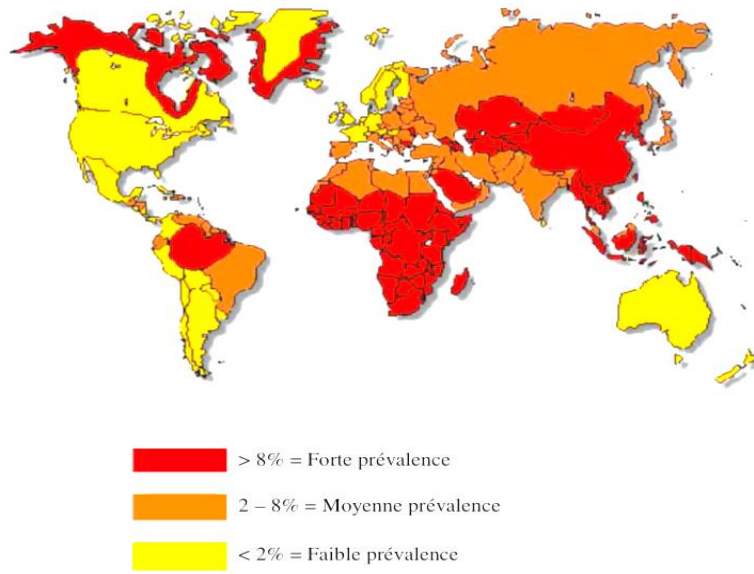 > 8% = Forte prévalence
2 – 8% = Moyenne prévalence
< 2% = Faible prévalence